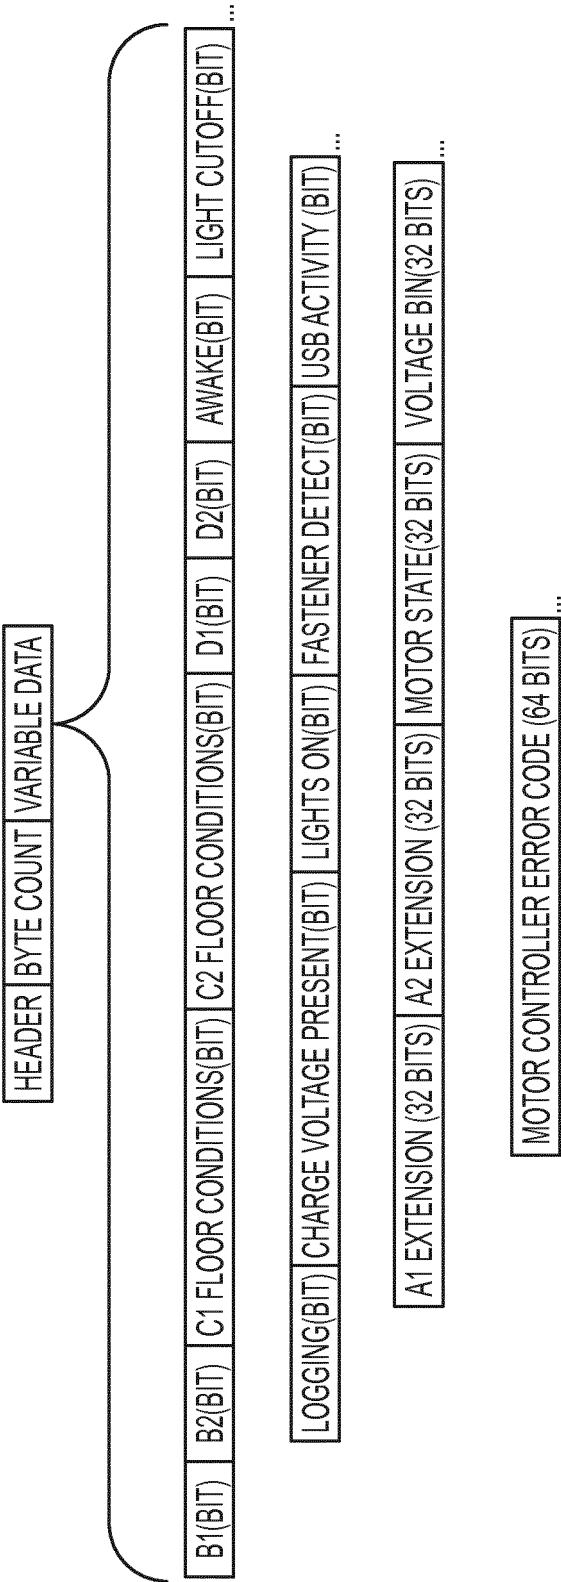 HEADER BYTE COUNT VARIABLE DATA
B1(BIT) B2(BIT) C1 FLOOR CONDITIONS(BIT) C2 FLOOR CONDITIONS(BIT) D1(BIT) D2(BIT) AWAKE(BIT) LIGHT CUTOFF(BIT) ...
LOGGING(BIT) CHARGE VOLTAGE PRESENT(BIT) LIGHTS ON(BIT) FASTENER DETECT(BIT) USB ACTIVITY (BIT) ...
A1 EXTENSION (32 BITS) A2 EXTENSION (32 BITS) MOTOR STATE(32 BITS) VOLTAGE BIN(32 BITS) ...
MOTOR CONTROLLER ERROR CODE (64 BITS) ...